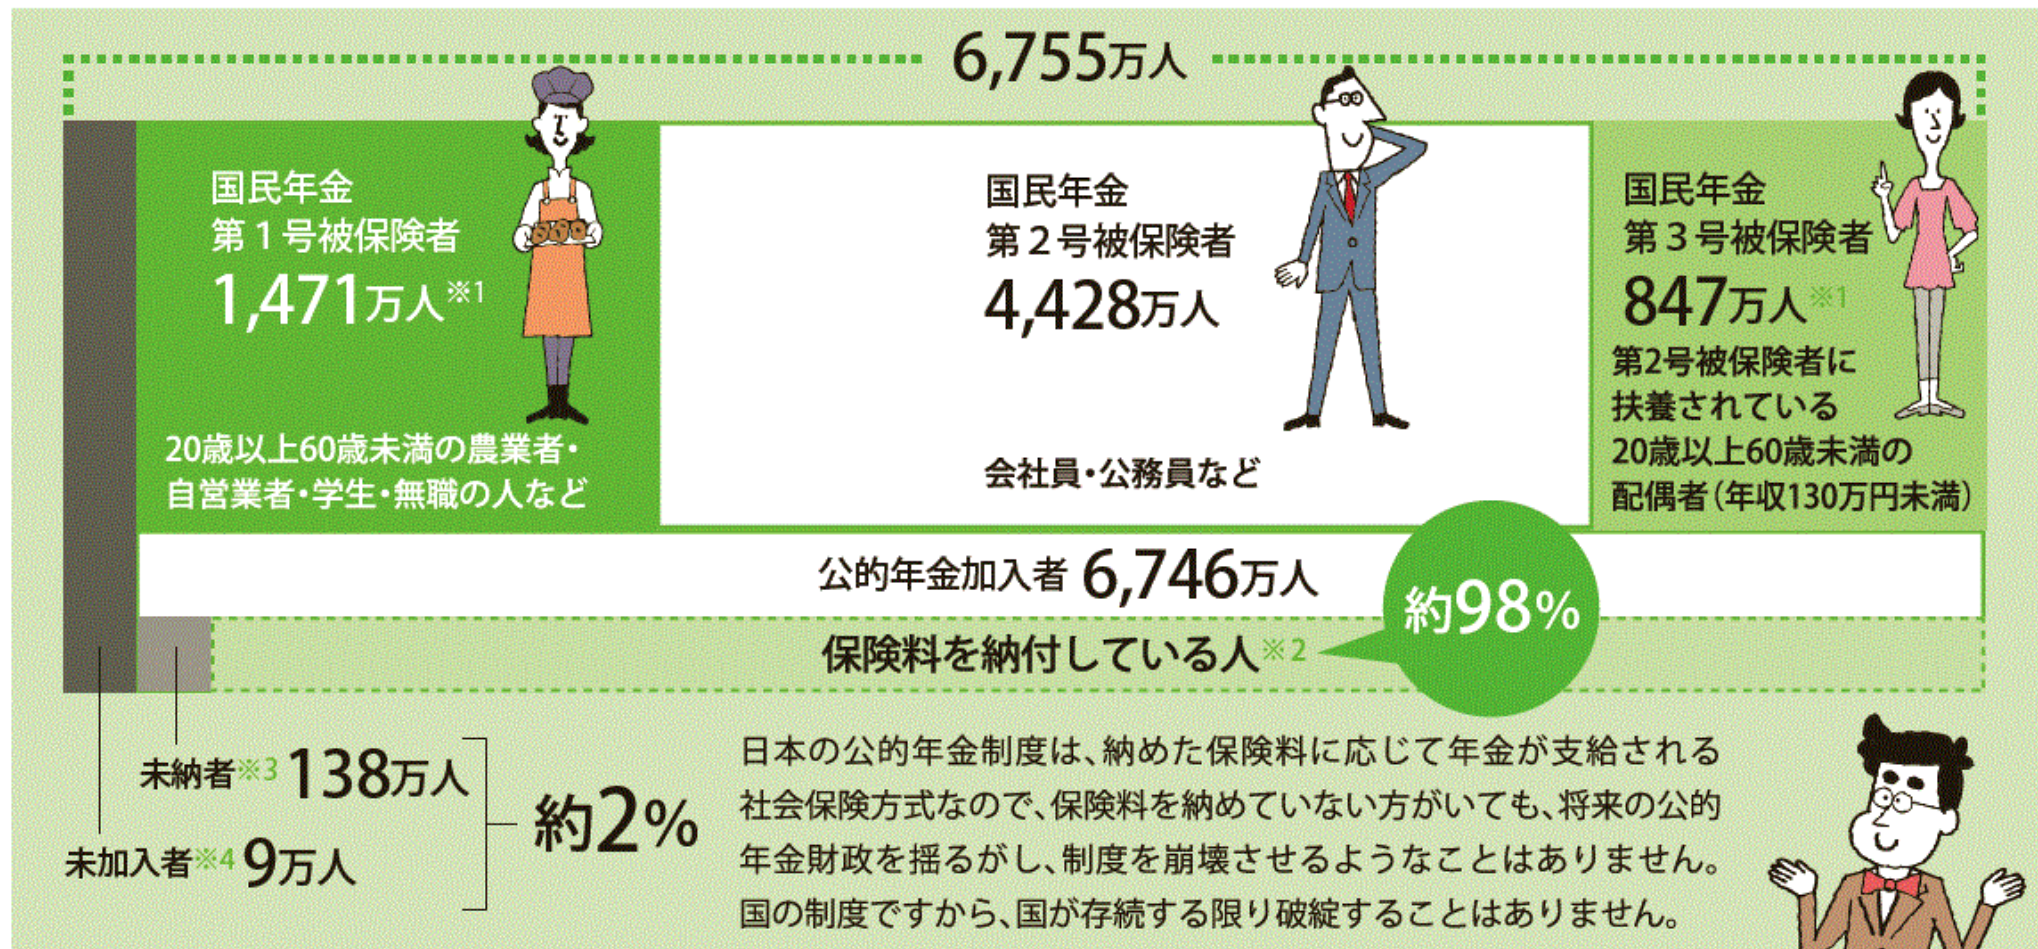 6,755万人
国民年金
第1号被保険者
1,471万人※1
20歳以上60歳未満の農業者・
自営業者・学生・無職の人など
国民年金
第2号被保険者
4,428万人
会社員・公務員など
国民年金
第3号被保険者
847万人※1
第2号被保険者に
扶養されている
20歳以上60歳未満の
配偶者(年収130万円未満)
公的年金加入者 6,746万人
保険料を納付している人※2
約98%
未納者※3 138万人
未加入者※4 9万人
約2%
日本の公的年金制度は、納めた保険料に応じて年金が支給される
社会保険方式なので、保険料を納めていない方がいても、将来の公的
年金財政を揺るがし、制度を崩壊させるようなことはありません。
国の制度ですから、国が存続する限り破綻することはありません。